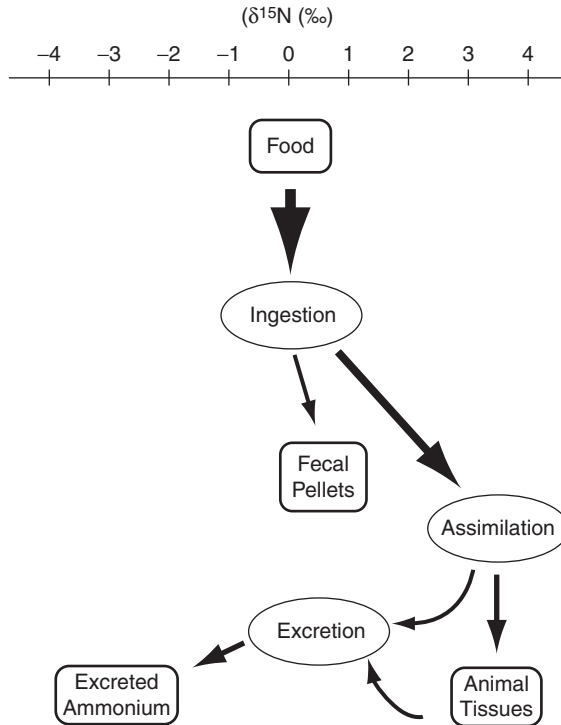 (δ¹⁵N (‰)
−4 −3 −2 −1 0 1 2 3 4
Food
Ingestion
Fecal
Pellets
Assimilation
Excretion
Excreted
Ammonium
Animal
Tissues